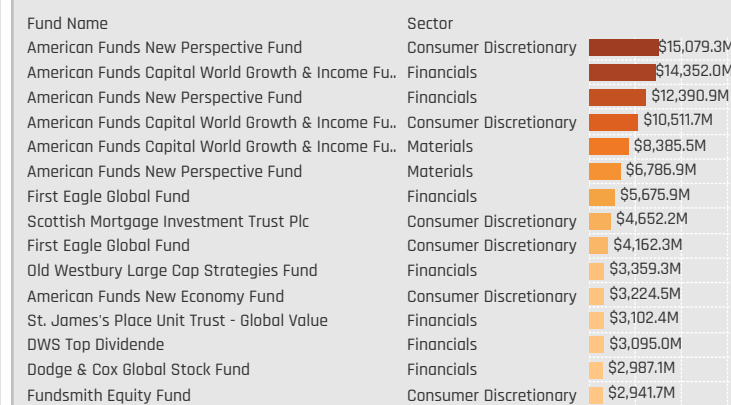 Fund Name Sector
American Funds New Perspective Fund Consumer Discretionary $15,079.3M
American Funds Capital World Growth & Income Fu.. Financials $14,352.0M
American Funds New Perspective Fund Financials $12,390.9M
American Funds Capital World Growth & Income Fu.. Consumer Discretionary $10,511.7M
American Funds Capital World Growth & Income Fu.. Materials $8,385.5M
American Funds New Perspective Fund Materials $6,786.9M
First Eagle Global Fund Financials $5,675.9M
Scottish Mortgage Investment Trust Plc Consumer Discretionary $4,652.2M
First Eagle Global Fund Consumer Discretionary $4,162.3M
Old Westbury Large Cap Strategies Fund Financials $3,359.3M
American Funds New Economy Fund Consumer Discretionary $3,224.5M
St. James's Place Unit Trust - Global Value Financials $3,102.4M
DWS Top Dividende Financials $3,095.0M
Dodge & Cox Global Stock Fund Financials $2,987.1M
Fundsmith Equity Fund Consumer Discretionary $2,941.7M